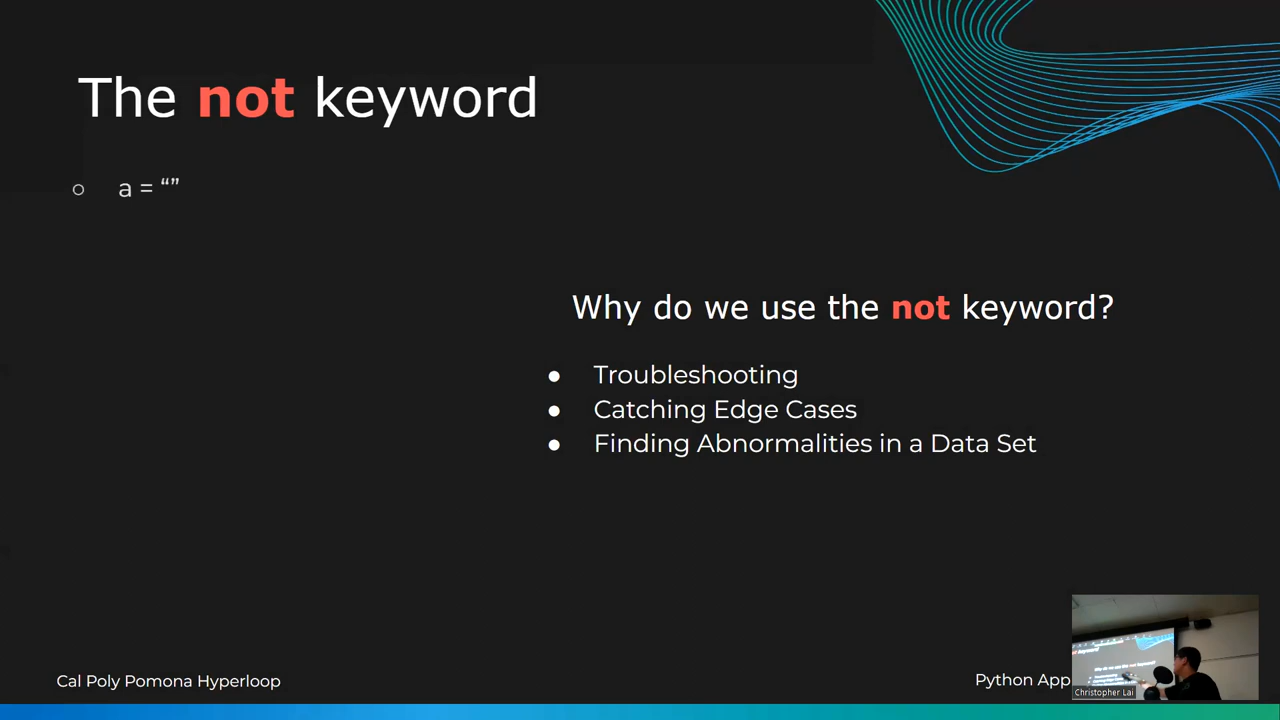 The not keyword
○ a = “”
Why do we use the not keyword?
● Troubleshooting
● Catching Edge Cases
● Finding Abnormalities in a Data Set
Cal Poly Pomona Hyperloop
Python App
Christopher Lai